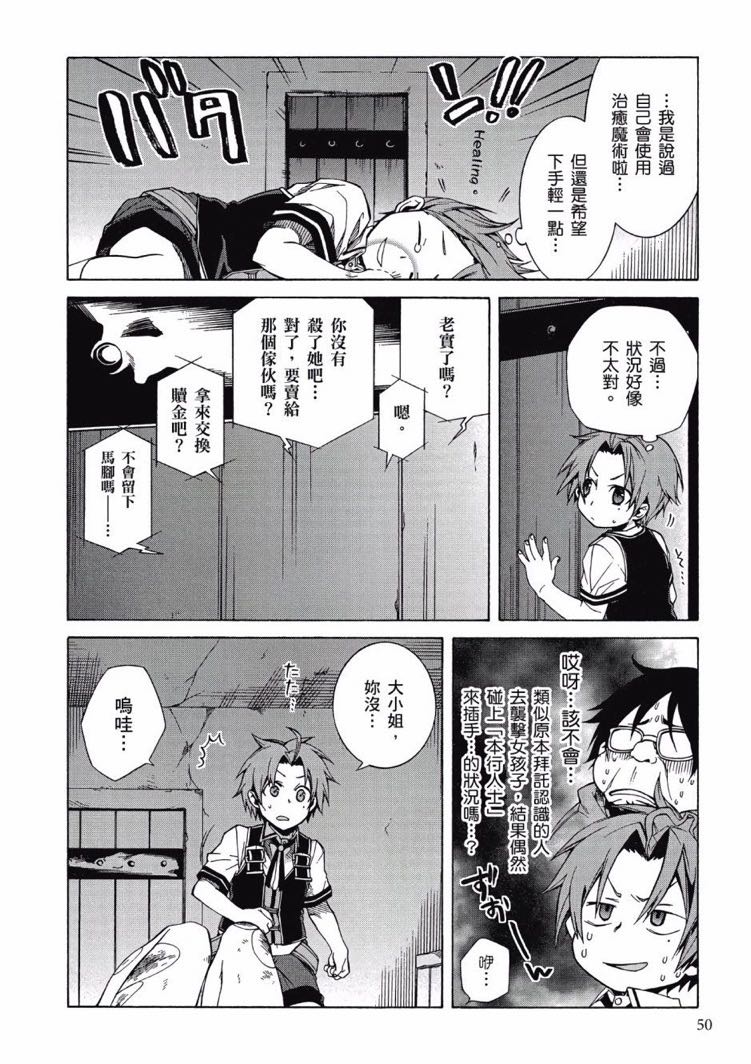 …我是說過
自己會使用
治癒魔術啦…
但還是希望
下手輕一點…
Healing。
不過…
狀況好像
不太對。
老實了嗎？
嗯。
你沒有
殺了她吧…
對了，要賣給
那個傢伙嗎？
拿來交換
贖金吧？
不會留下
馬腳嗎——…
哎呀…該不會…
類似原本拜託認識的人
去襲擊女孩子，結果偶然
碰上「本行人士」
來插手…的狀況嗎…？
ずおーん
咿…
大小姐，
妳沒…
たた…
嗚哇…
50